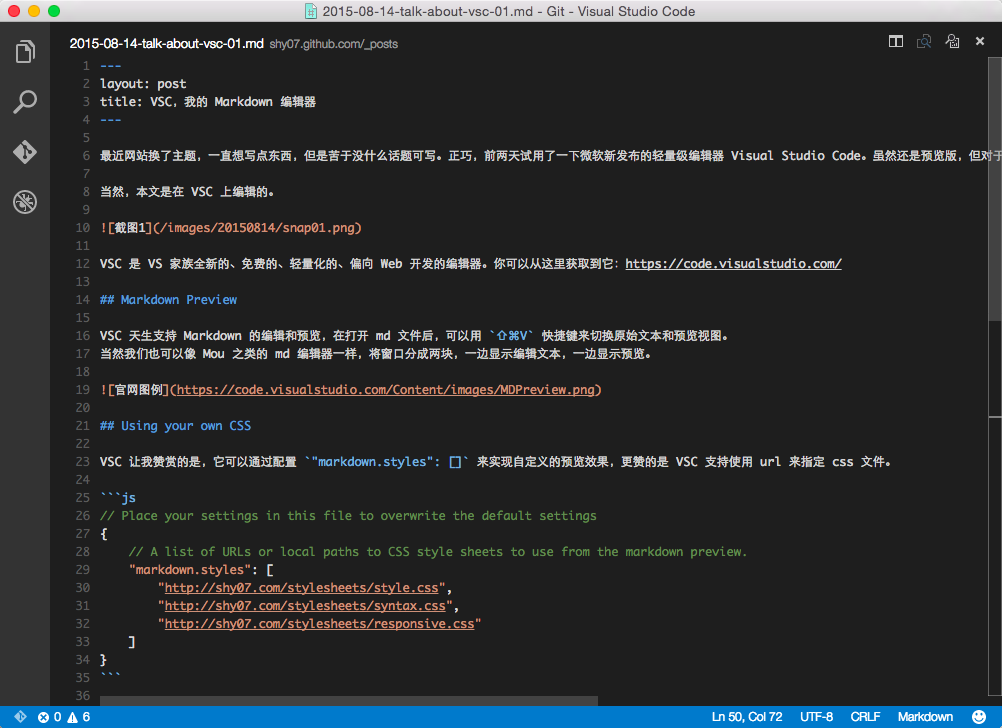 2015-08-14-talk-about-vsc-01.md - Git - Visual Studio Code
2015-08-14-talk-about-vsc-01.md shy07.github.com/_posts
1 ---
2 layout: post
3 title: VSC，我的 Markdown 编辑器
4 ---
5
6 最近网站换了主题，一直想写点东西，但是苦于没什么话题可写。正巧，前两天试用了一下微软新发布的轻量级编辑器 Visual Studio Code。虽然还是预览版，但对于
7
8 当然，本文是在 VSC 上编辑的。
9
10 ![截图1](/images/20150814/snap01.png)
11
12 VSC 是 VS 家族全新的、免费的、轻量化的、偏向 Web 开发的编辑器。你可以从这里获取到它：https://code.visualstudio.com/
13
14 ## Markdown Preview
15
16 VSC 天生支持 Markdown 的编辑和预览，在打开 md 文件后，可以用 `⇧⌘V` 快捷键来切换原始文本和预览视图。
17 当然我们也可以像 Mou 之类的 md 编辑器一样，将窗口分成两块，一边显示编辑文本，一边显示预览。
18
19 ![官网图例](https://code.visualstudio.com/Content/images/MDPreview.png)
20
21 ## Using your own CSS
22
23 VSC 让我赞赏的是，它可以通过配置 `"markdown.styles": []` 来实现自定义的预览效果，更赞的是 VSC 支持使用 url 来指定 css 文件。
24
25 ```js
26 // Place your settings in this file to overwrite the default settings
27 {
28 // A list of URLs or local paths to CSS style sheets to use from the markdown preview.
29 "markdown.styles": [
30 "http://shy07.com/stylesheets/style.css",
31 "http://shy07.com/stylesheets/syntax.css",
32 "http://shy07.com/stylesheets/responsive.css"
33 ]
34 }
35 ```
36
0 6 Ln 50, Col 72 UTF-8 CRLF Markdown